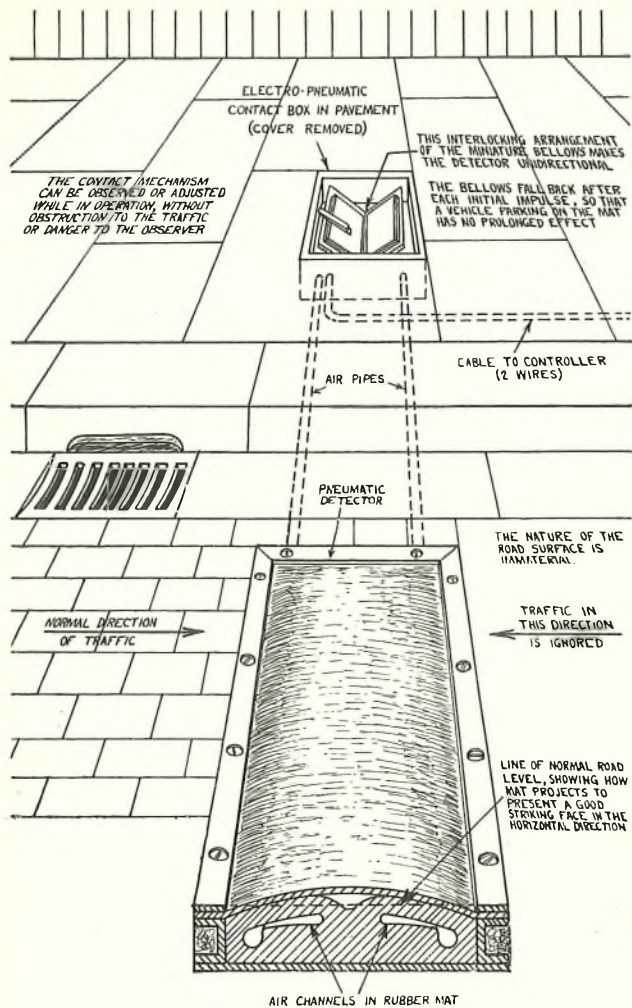 ELECTRO-PNEUMATIC
CONTACT BOX IN PAVEMENT
(COVER REMOVED)
THIS INTERLOCKING ARRANGEMENT
OF THE MINIATURE BELLOWS MAKES
THE DETECTOR UNIDIRECTIONAL
THE CONTACT MECHANISM
CAN BE OBSERVED OR ADJUSTED
WHILE IN OPERATION, WITHOUT
OBSTRUCTION TO THE TRAFFIC
OR DANGER TO THE OBSERVER
THE BELLOWS FALL BACK AFTER
EACH INITIAL IMPULSE, SO THAT
A VEHICLE PARKING ON THE MAT
HAS NO PROLONGED EFFECT
CABLE TO CONTROLLER
(2 WIRES)
AIR PIPES
PNEUMATIC
DETECTOR
THE NATURE OF THE
ROAD SURFACE IS
IMMATERIAL.
NORMAL DIRECTION
OF TRAFFIC
TRAFFIC IN
THIS DIRECTION
IS IGNORED
LINE OF NORMAL ROAD
LEVEL, SHOWING HOW
MAT PROJECTS TO
PRESENT A GOOD
STRIKING FACE IN THE
HORIZONTAL DIRECTION
AIR CHANNELS IN RUBBER MAT